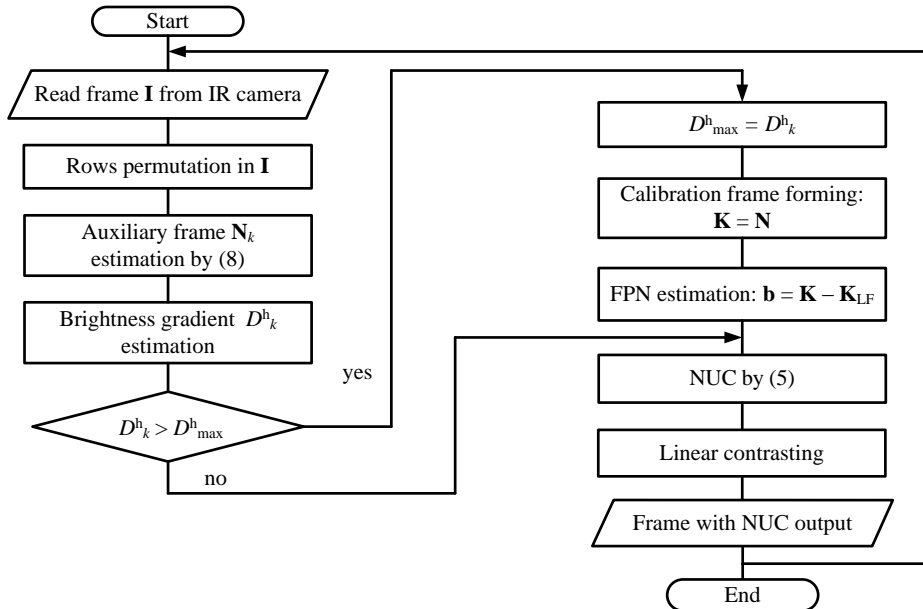 Start
Read frame I from IR camera
Rows permutation in I
Auxiliary frame Nₖ
estimation by (8)
Brightness gradient Dʰₖ
estimation
Dʰₖ > Dʰmax
yes
no
Dʰmax = Dʰₖ
Calibration frame forming:
K = N
FPN estimation: b = K – K_LF
NUC by (5)
Linear contrasting
Frame with NUC output
End